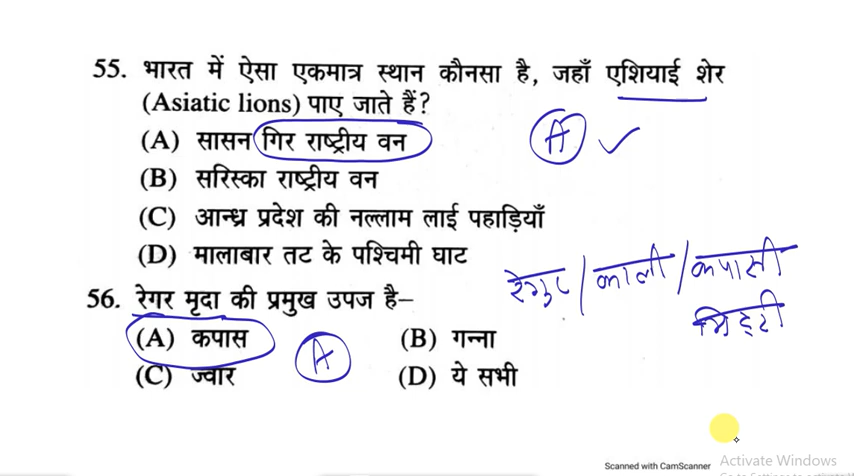 55. भारत में ऐसा एकमात्र स्थान कौनसा है, जहाँ एशियाई शेर
(Asiatic lions) पाए जाते हैं?
(A) सासन गिर राष्ट्रीय वन
A ✓
(B) सरिस्का राष्ट्रीय वन
(C) आन्ध्र प्रदेश की नल्लाम लाई पहाड़ियाँ
(D) मालाबार तट के पश्चिमी घाट
रेगुर / काली / कपासी
मिट्टी
56. रेगर मृदा की प्रमुख उपज है–
(A) कपास (B) गन्ना
A
(C) ज्वार (D) ये सभी
Scanned with CamScanner
Activate Windows